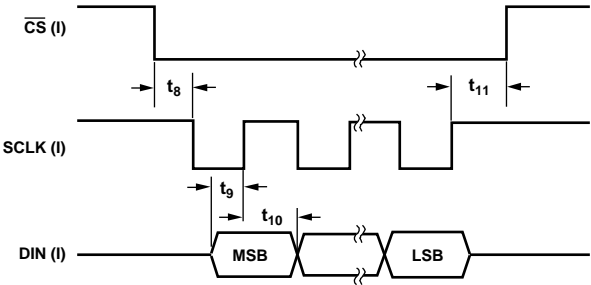 CS (I)
t8
t11
SCLK (I)
t9
t10
DIN (I)
MSB
LSB